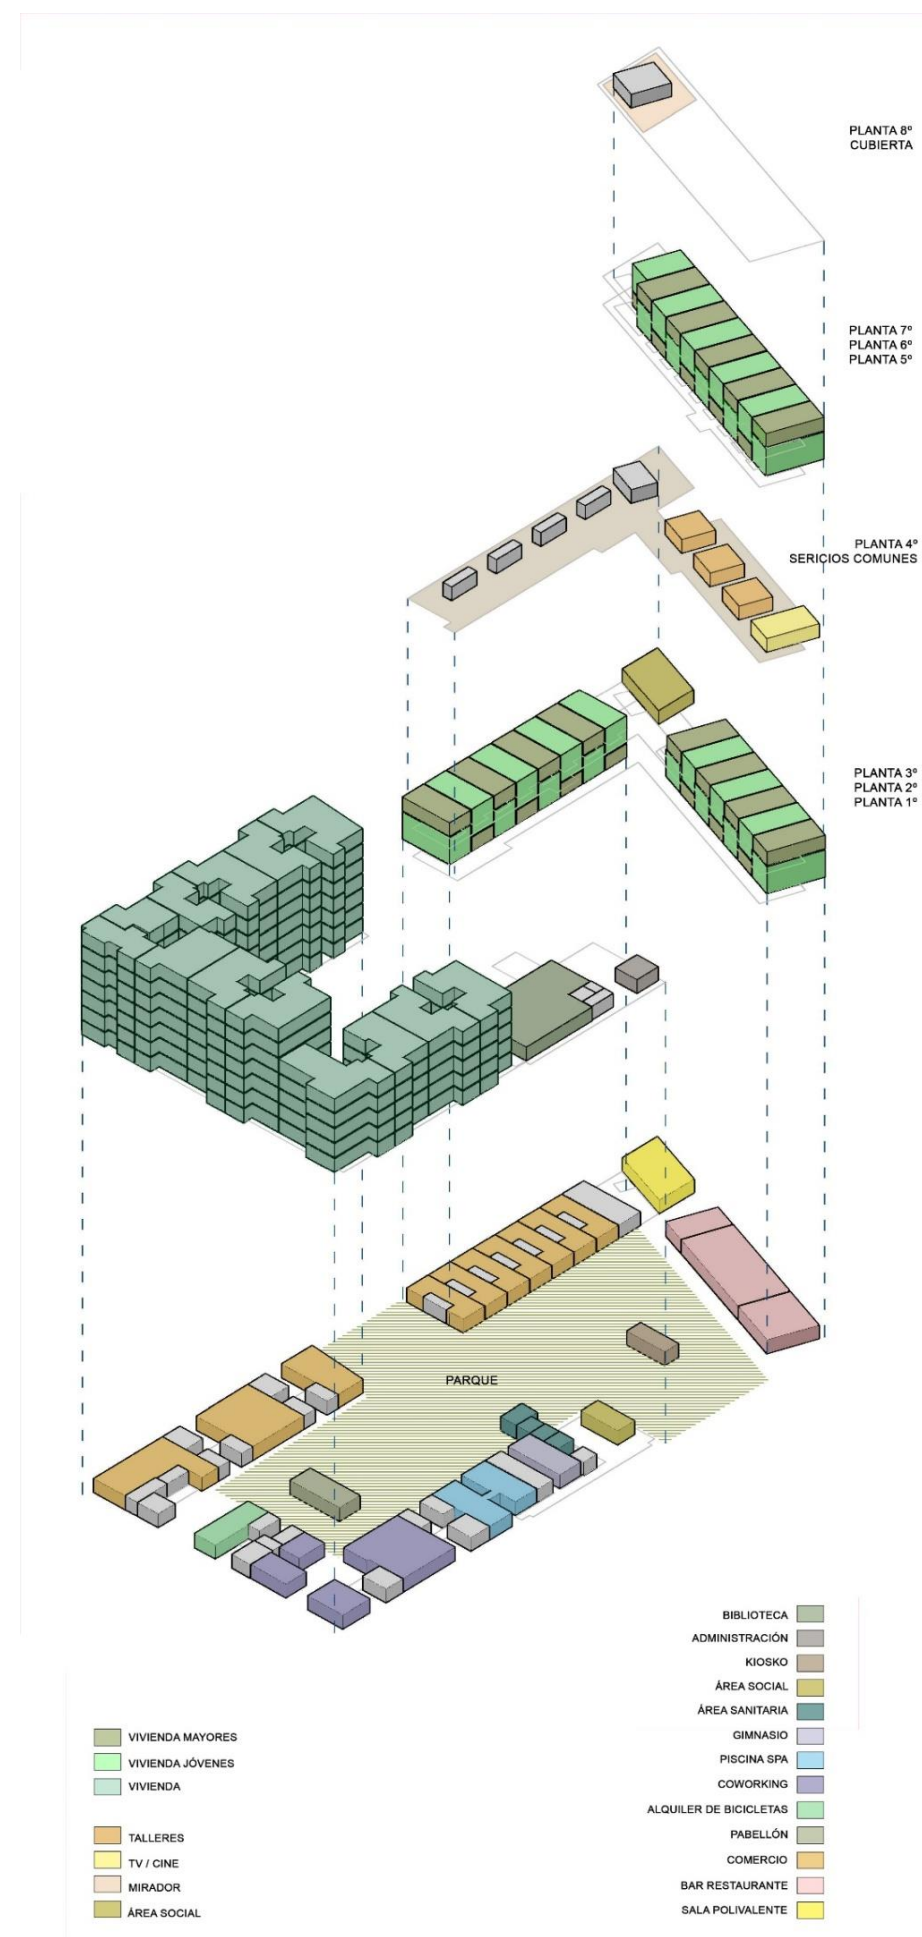 PLANTA 8º
CUBIERTA
PLANTA 7º
PLANTA 6º
PLANTA 5º
PLANTA 4º
SERICIOS COMUNES
PLANTA 3º
PLANTA 2º
PLANTA 1º
PARQUE
VIVIENDA MAYORES
VIVIENDA JÓVENES
VIVIENDA
TALLERES
TV / CINE
MIRADOR
ÁREA SOCIAL
BIBLIOTECA
ADMINISTRACIÓN
KIOSKO
ÁREA SOCIAL
ÁREA SANITARIA
GIMNASIO
PISCINA SPA
COWORKING
ALQUILER DE BICICLETAS
PABELLÓN
COMERCIO
BAR RESTAURANTE
SALA POLIVALENTE